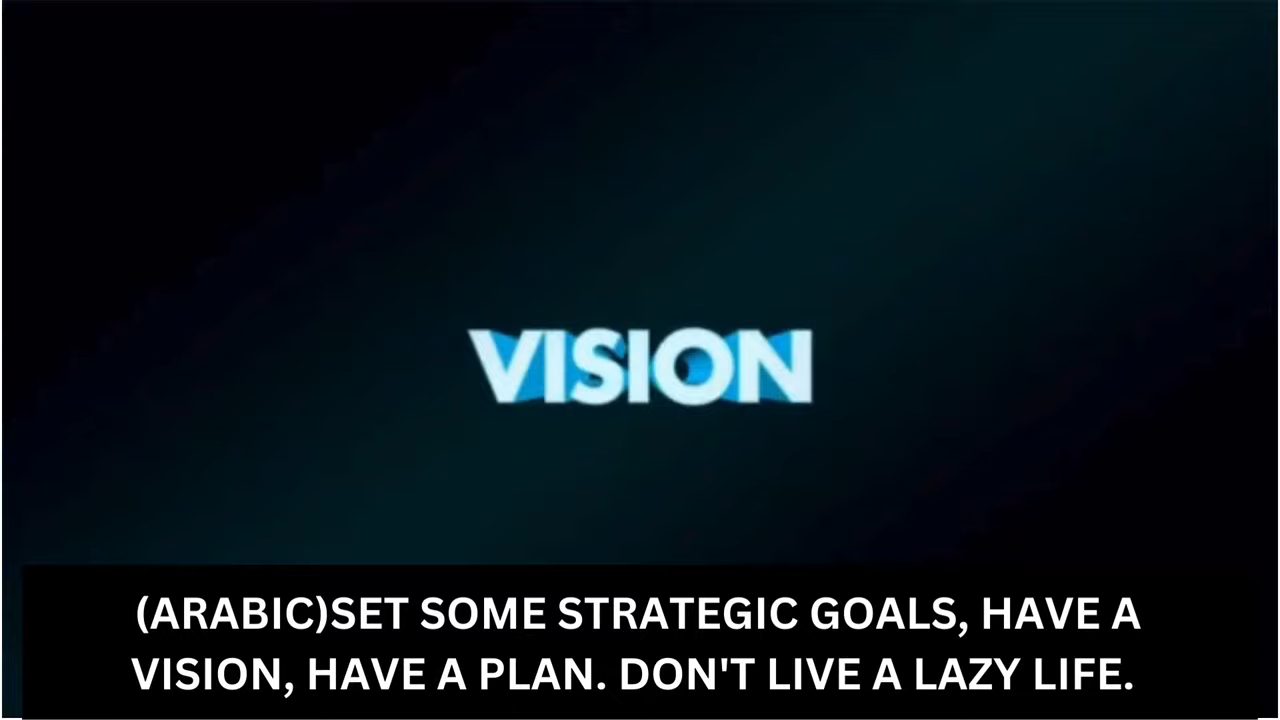 VISION
(ARABIC)SET SOME STRATEGIC GOALS, HAVE A
VISION, HAVE A PLAN. DON'T LIVE A LAZY LIFE.